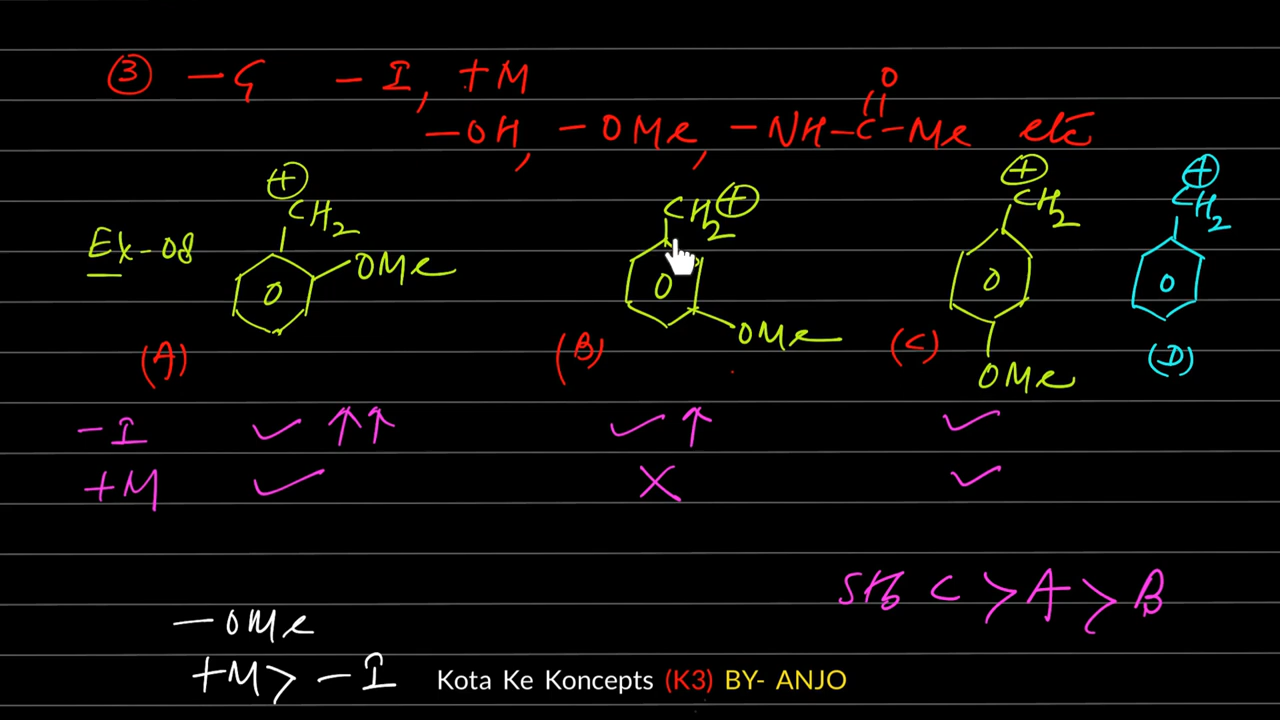 ③ –G –I, +M
–OH, –OMe, –NH–C(=O)–Me etc
Ex-08
⊕CH₂ OMe (A)
CH₂⊕ OMe (B)
⊕CH₂ OMe (C)
⊕CH₂ (D)
–I ✓↑↑ ✓↑ ✓
+M ✓ × ✓
C > A > B
–OMe
+M > –I
Kota Ke Koncepts (K3) BY- ANJO